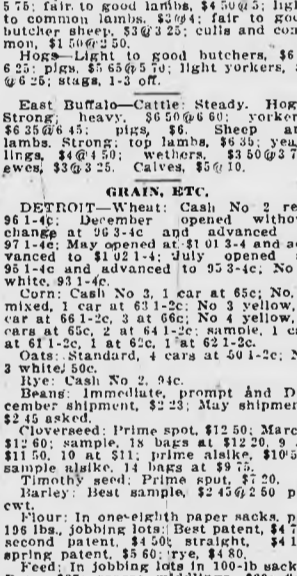 5 75; fair to good lambs, $4 50@5; ligh
to common lambs, $3@4; fair to goo
butcher sheep, $3@3 25; culls and com
mon, $1 50@2 50.
Hogs—Light to good butchers, $6
6 25; pigs, $5 65@5 70; light yorkers, $
@6 25; stags, 1-3 off.
East Buffalo—Cattle: Steady. Hog
Strong; heavy, $6 50@6 60; yorker
$6 35@6 45; pigs, $6. Sheep an
lambs. Strong; top lambs, $6 35; yea
lings, $4@4 50; wethers, $3 50@3 7
ewes, $3@3 25. Calves, $5@10.
GRAIN, ETC.
DETROIT—Wheat: Cash No 2 re
96 1-4c; December opened witho
change at 96 3-4c and advanced
97 1-4c; May opened at $1 01 3-4 and a
vanced to $1 02 1-4; July opened
95 1-4c and advanced to 95 3-4c; No
white, 93 1-4c.
Corn: Cash No 3, 1 car at 65c; No.
mixed, 1 car at 63 1-2c; No 3 yellow,
car at 66 1-2c, 3 at 66c; No 4 yellow,
cars at 65c, 2 at 64 1-2c; sample, 1 c
at 61 1-2c, 1 at 62c, 1 at 62 1-2c.
Oats: Standard, 4 cars at 50 1-2c; N
3 white, 50c.
Rye: Cash No 2, 94c.
Beans: Immediate, prompt and D
cember shipment, $2 23; May shipmen
$2 45 asked.
Cloverseed: Prime spot, $12 50; Marc
$12 60; sample, 18 bags at $12 20, 9
$11 50, 10 at $11; prime alsike, $10 5
sample alsike, 14 bags at $9 75.
Timothy seed: Prime spot, $7 20.
Barley: Best sample, $2 45@2 50 p
cwt.
Flour: In one-eighth paper sacks, p
196 lbs., jobbing lots: Best patent, $4 7
second patent, $4 50; straight, $4 1
spring patent, $5 60; rye, $4 80.
Feed: In jobbing lots in 100-lb sack